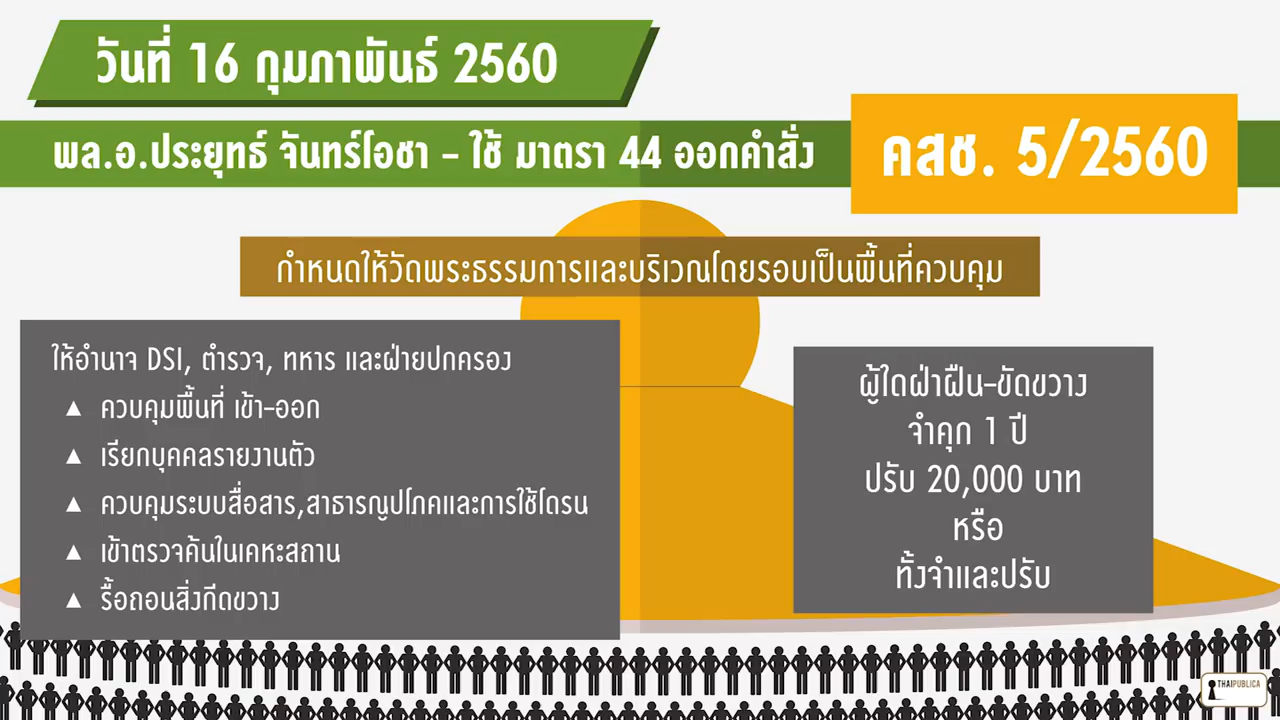 วันที่ 16 กุมภาพันธ์ 2560
พล.อ.ประยุทธ์ จันทร์โอชา - ใช้ มาตรา 44 ออกคำสั่ง
คสช. 5/2560
กำหนดให้วัดพระธรรมกายและบริเวณโดยรอบเป็นพื้นที่ควบคุม
ให้อำนาจ DSI, ตำรวจ, ทหาร และฝ่ายปกครอง
▲ ควบคุมพื้นที่ เข้า-ออก
▲ เรียกบุคคลรายงานตัว
▲ ควบคุมระบบสื่อสาร,สาธารณูปโภคและการใช้โดรน
▲ เข้าตรวจค้นในเคหะสถาน
▲ รื้อถอนสิ่งกีดขวาง
ผู้ใดฝ่าฝืน-ขัดขวาง
จำคุก 1 ปี
ปรับ 20,000 บาท
หรือ
ทั้งจำและปรับ
THAIPUBLICA